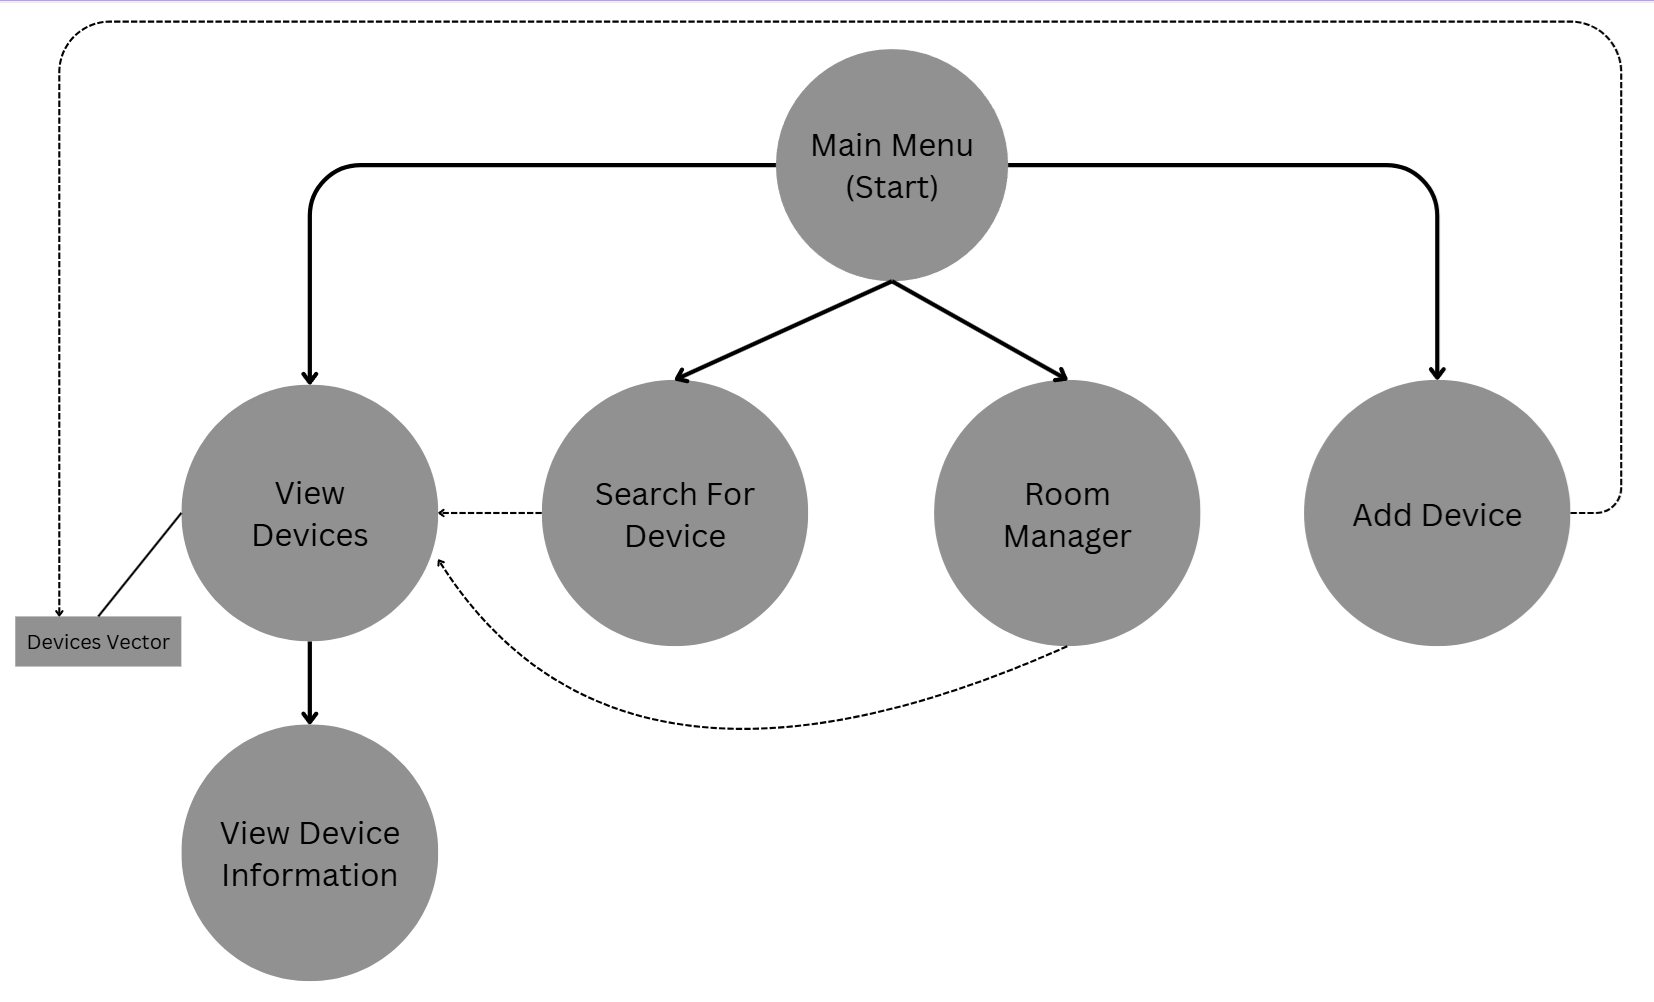 Main Menu
(Start)
View
Devices
Search For
Device
Room
Manager
Add Device
Devices Vector
View Device
Information